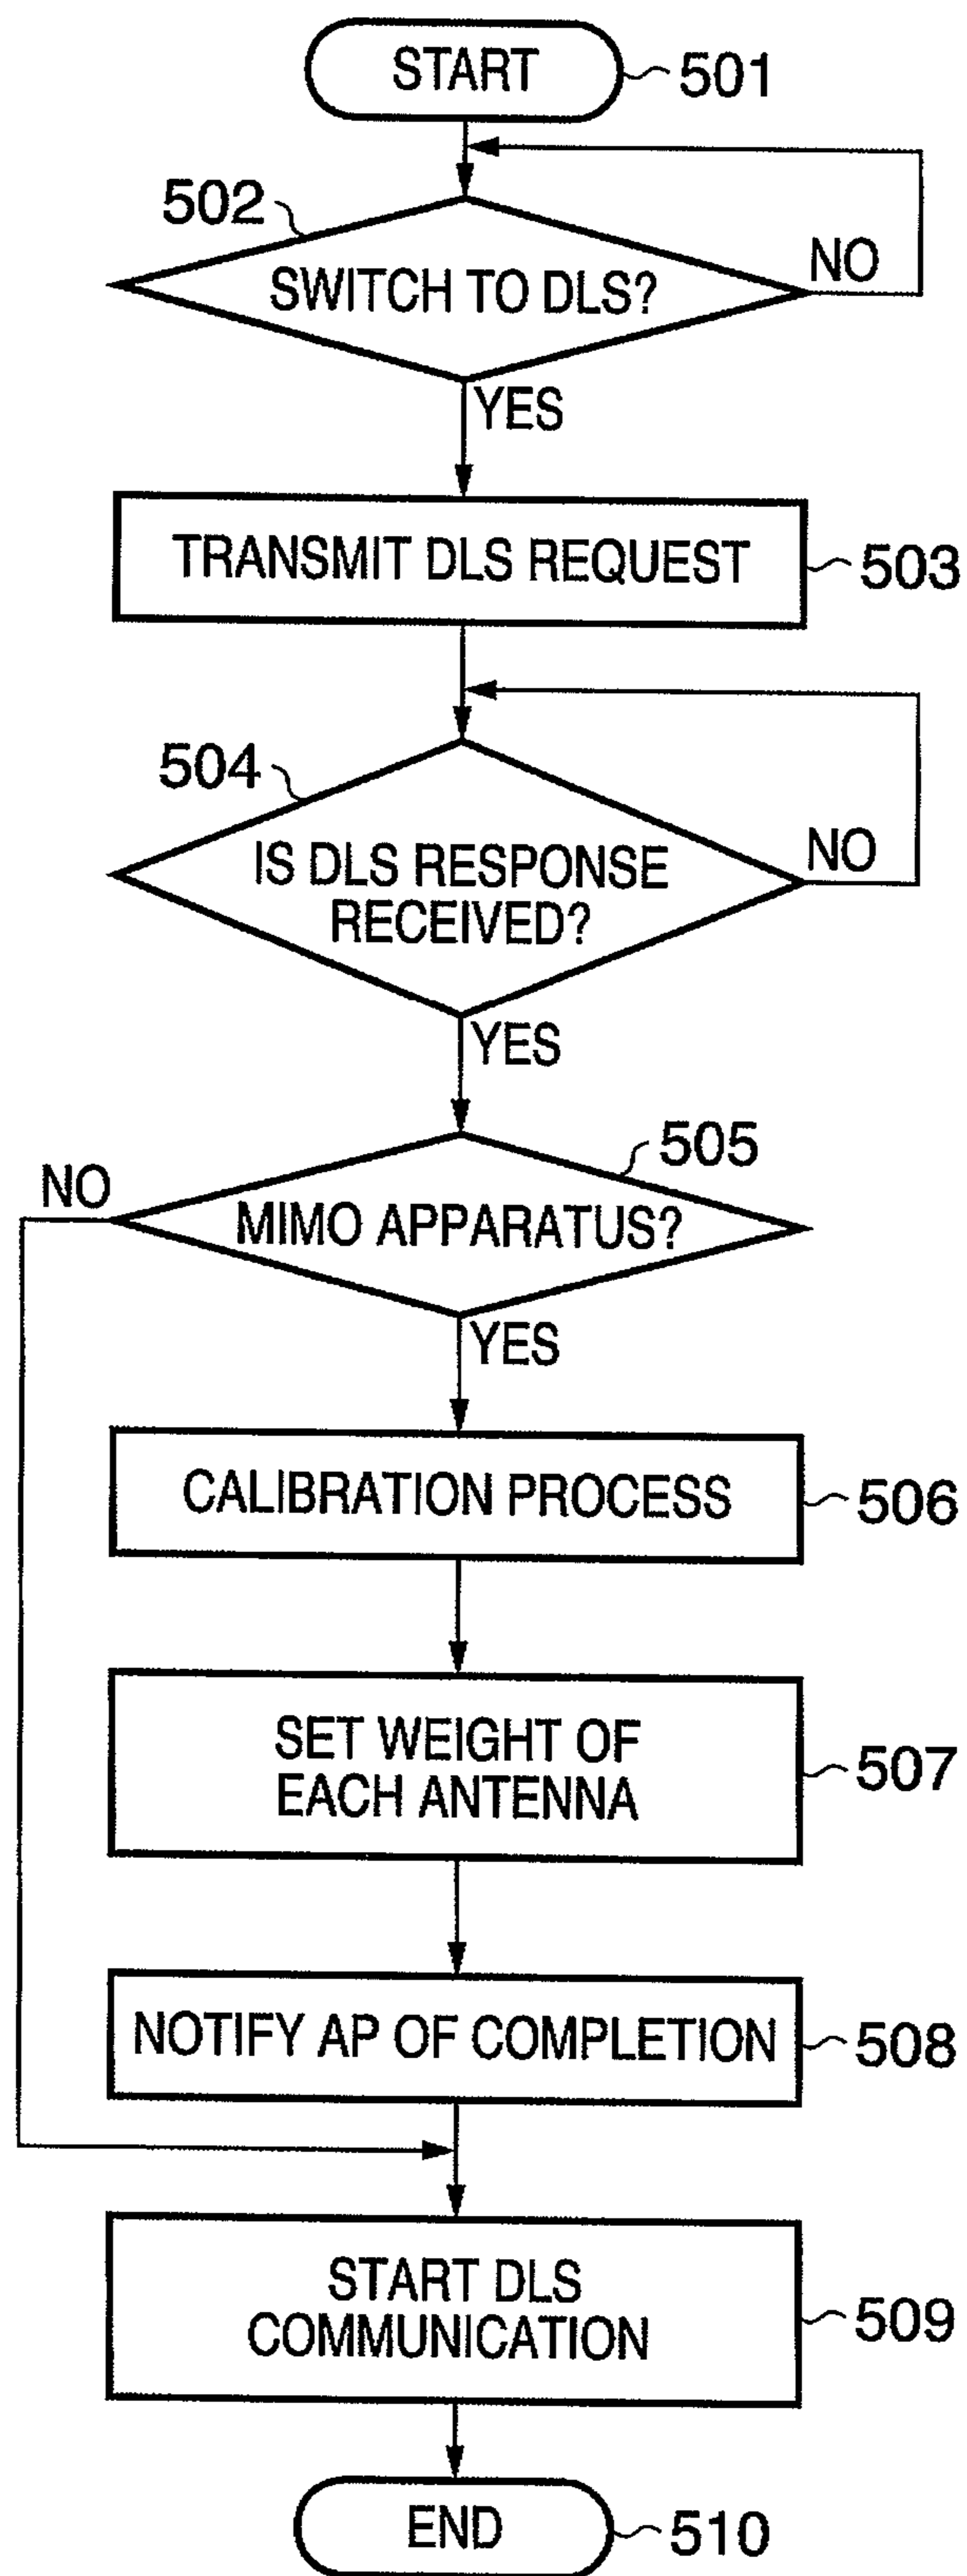 START
501
502
SWITCH TO DLS?
NO
YES
TRANSMIT DLS REQUEST
503
504
IS DLS RESPONSE
RECEIVED?
NO
YES
505
NO
MIMO APPARATUS?
YES
CALIBRATION PROCESS
506
SET WEIGHT OF
EACH ANTENNA
507
NOTIFY AP OF COMPLETION
508
START DLS
COMMUNICATION
509
END
510